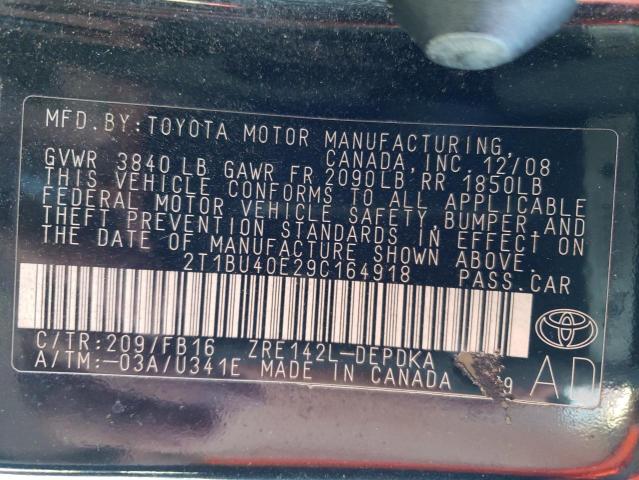 MFD.BY:TOYOTA MOTOR MANUFACTURING,
CANADA, INC. 12/08
GVWR 3840 LB GAWR FR 2090LB RR 1850LB
THIS VEHICLE CONFORMS TO ALL APPLICABLE
FEDERAL MOTOR VEHICLE SAFETY, BUMPER, AND
THEFT PREVENTION STANDARDS IN EFFECT ON
THE DATE OF MANUFACTURE SHOWN ABOVE.
2T1BU40E29C164918 PASS.CAR
C/TR:209/FB16 ZRE142L-DEPDKA
A/TM:-03A/U341E MADE IN CANADA 9 AD